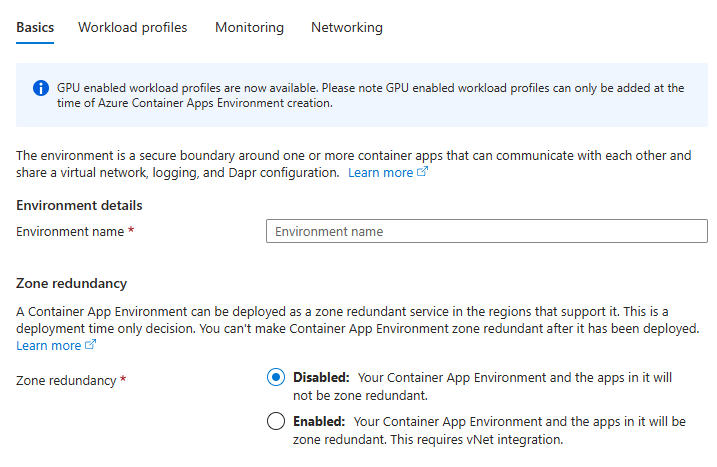 Basics Workload profiles Monitoring Networking
GPU enabled workload profiles are now available. Please note GPU enabled workload profiles can only be added at the
time of Azure Container Apps Environment creation.
The environment is a secure boundary around one or more container apps that can communicate with each other and
share a virtual network, logging, and Dapr configuration. Learn more
Environment details
Environment name *
Environment name
Zone redundancy
A Container App Environment can be deployed as a zone redundant service in the regions that support it. This is a
deployment time only decision. You can't make Container App Environment zone redundant after it has been deployed.
Learn more
Zone redundancy *
Disabled: Your Container App Environment and the apps in it will
not be zone redundant.
Enabled: Your Container App Environment and the apps in it will be
zone redundant. This requires vNet integration.